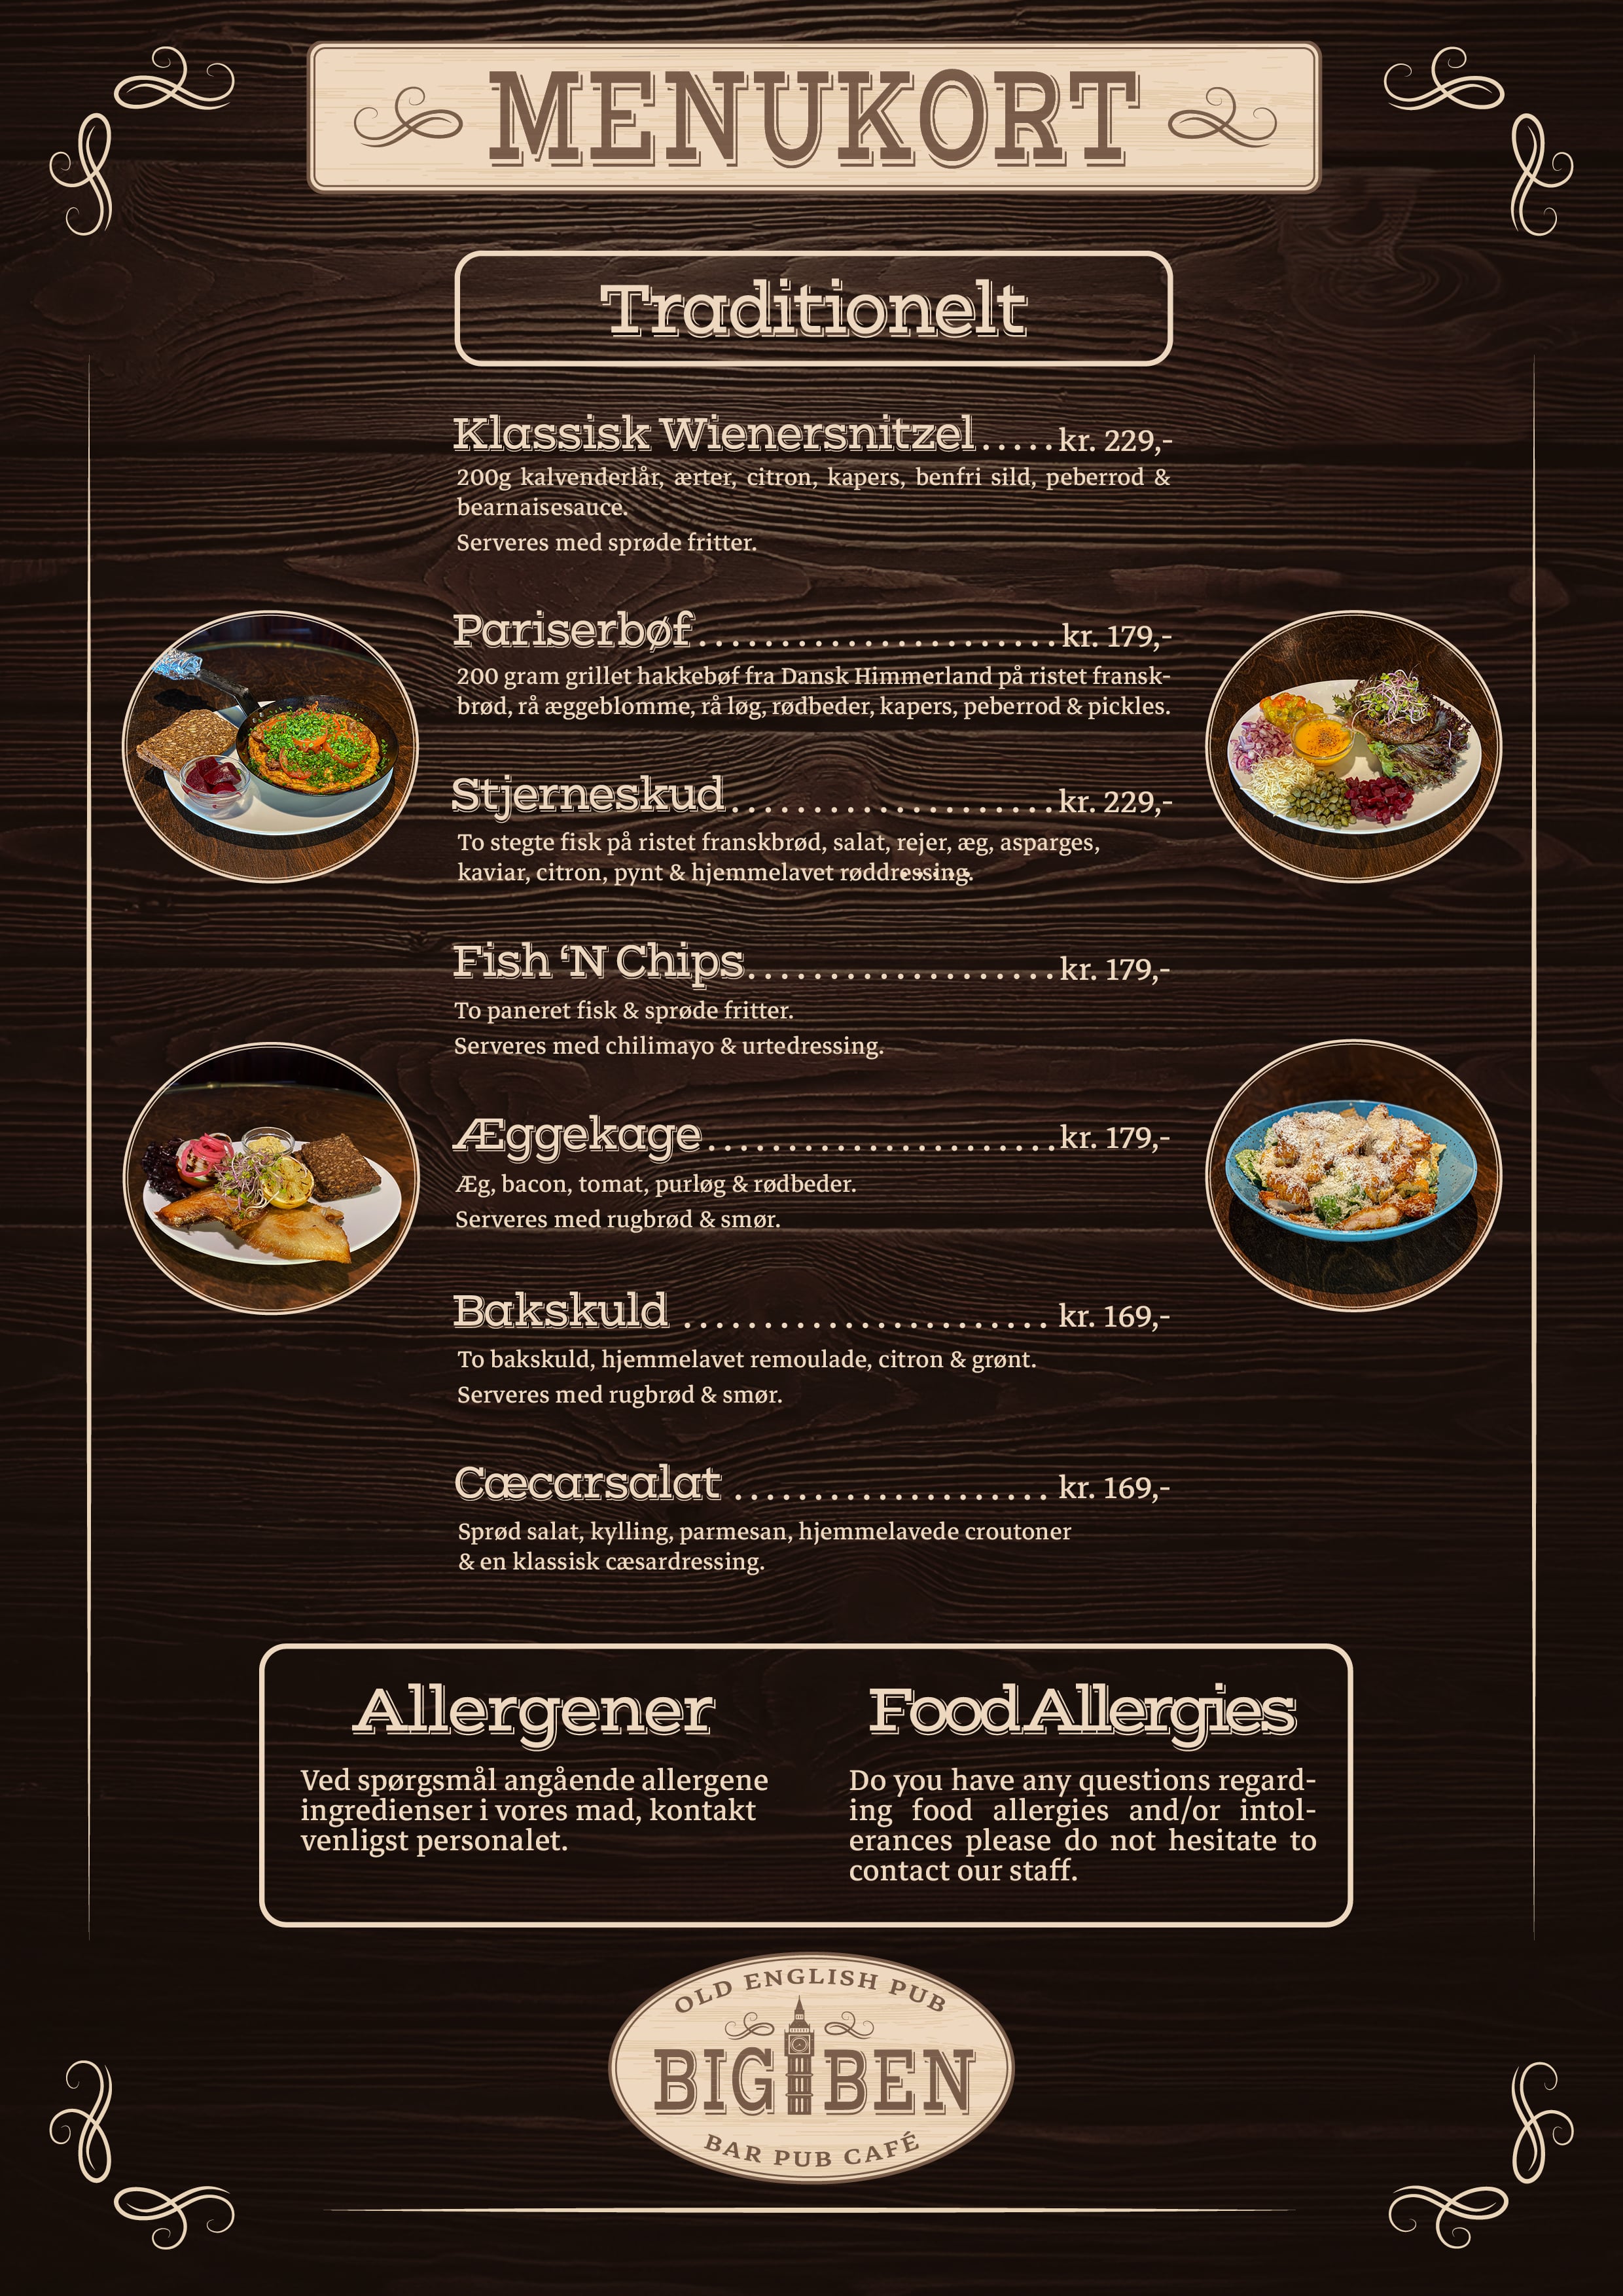 MENUKORT
Traditionelt
Klassisk Wienersnitzel.....kr. 229,-
200g kalvenderlår, ærter, citron, kapers, benfri sild, peberrod &
bearnaisesauce.
Serveres med sprøde fritter.
Pariserbøf..........................kr. 179,-
200 gram grillet hakkebøf fra Dansk Himmerland på ristet fransk-
brød, rå æggeblomme, rå løg, rødbeder, kapers, peberrod & pickles.
Stjerneskud.......................kr. 229,-
To stegte fisk på ristet franskbrød, salat, rejer, æg, asparges,
kaviar, citron, pynt & hjemmelavet røddressing.
Fish ‘N Chips......................kr. 179,-
To paneret fisk & sprøde fritter.
Serveres med chilimayo & urtedressing.
Æggekage.........................kr. 179,-
Æg, bacon, tomat, purløg & rødbeder.
Serveres med rugbrød & smør.
Bakskuld ......................... kr. 169,-
To bakskuld, hjemmelavet remoulade, citron & grønt.
Serveres med rugbrød & smør.
Cæcarsalat ..................... kr. 169,-
Sprød salat, kylling, parmesan, hjemmelavede croutoner
& en klassisk cæsardressing.
Allergener
Ved spørgsmål angående allergene
ingredienser i vores mad, kontakt
venligst personalet.
Food Allergies
Do you have any questions regard-
ing food allergies and/or intol-
erances please do not hesitate to
contact our staff.
OLD ENGLISH PUB
BIG BEN
BAR PUB CAFÉ